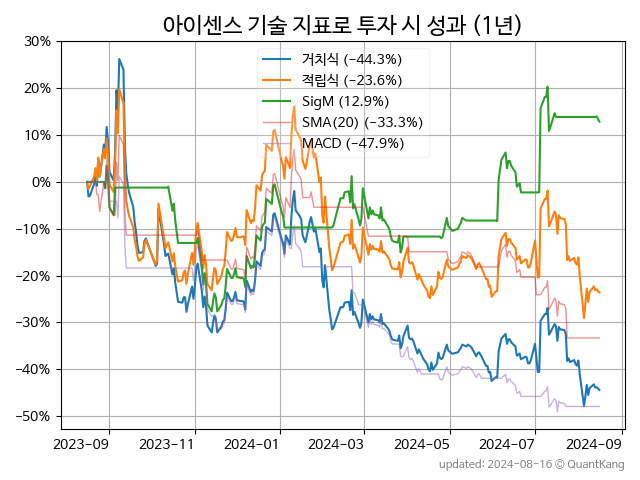 아이센스 기술 지표로 투자 시 성과 (1년)
거치식 (−44.3%)
적립식 (−23.6%)
SigM (12.9%)
SMA(20) (−33.3%)
MACD (−47.9%)
30%
20%
10%
0%
−10%
−20%
−30%
−40%
−50%
2023-09 2023-11 2024-01 2024-03 2024-05 2024-07 2024-09
updated: 2024-08-16 © QuantKang